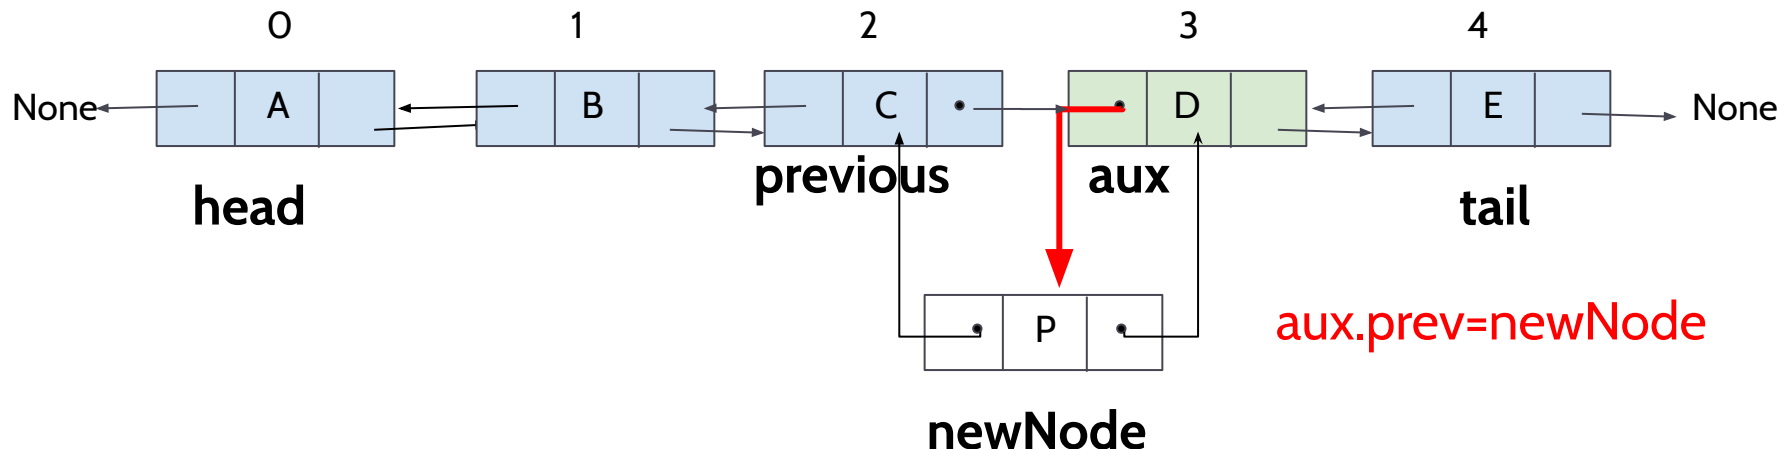 0 1 2 3 4
None A B C D E None
previous aux
head tail
P
aux.prev=newNode
newNode